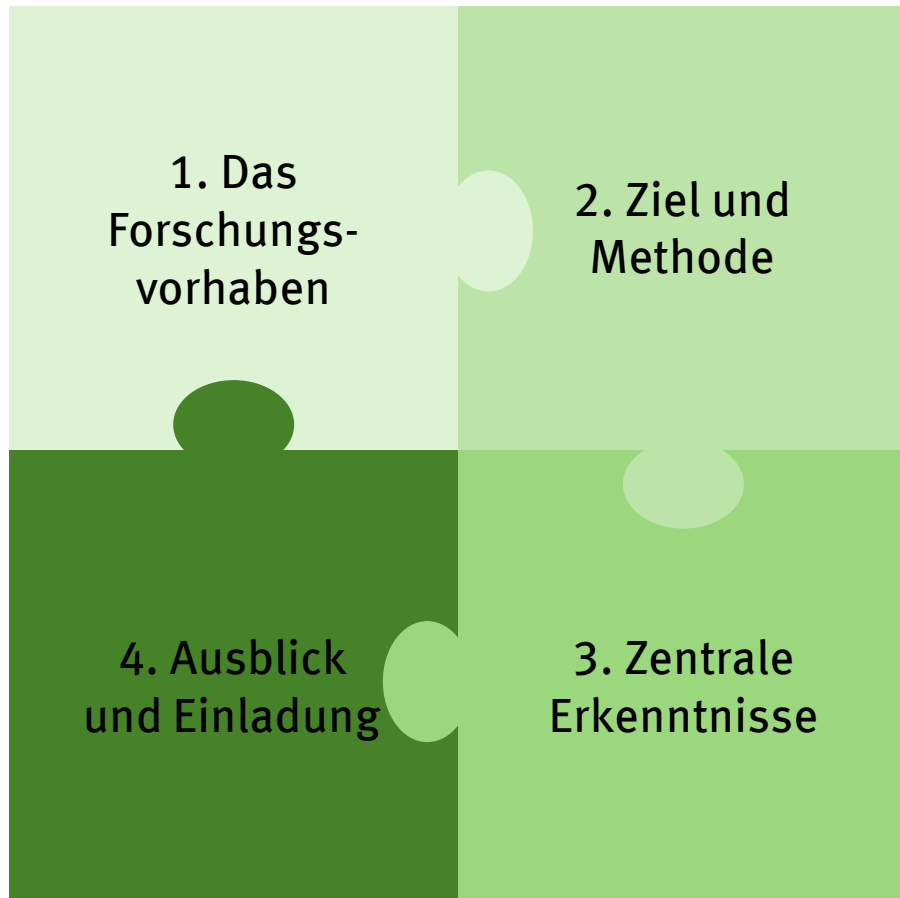 1. Das
Forschungs-
vorhaben
2. Ziel und
Methode
3. Zentrale
Erkenntnisse
4. Ausblick
und Einladung